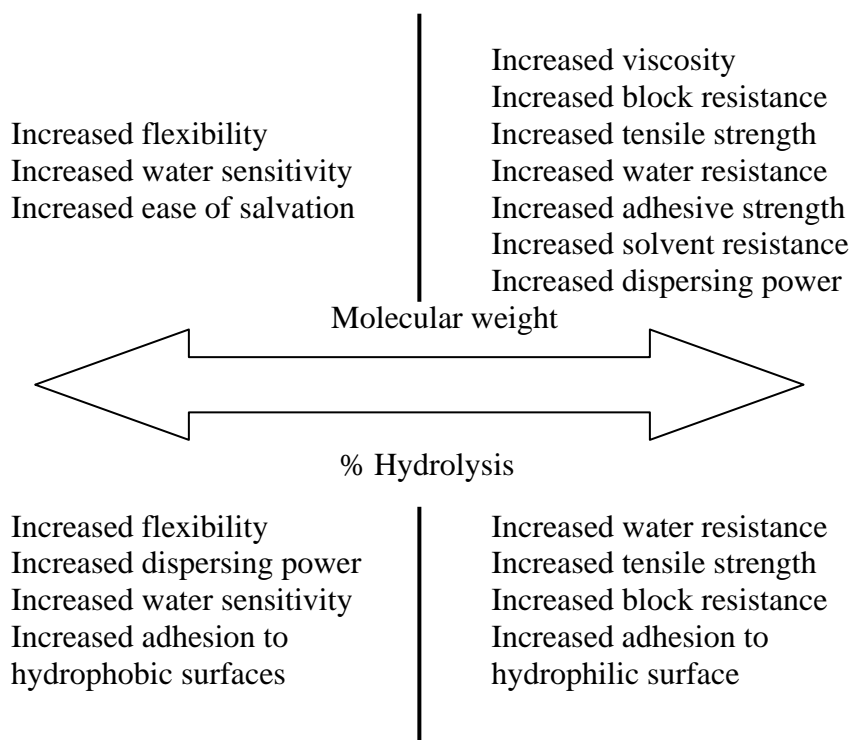 Increased flexibility
Increased water sensitivity
Increased ease of salvation
Increased viscosity
Increased block resistance
Increased tensile strength
Increased water resistance
Increased adhesive strength
Increased solvent resistance
Increased dispersing power
Molecular weight
% Hydrolysis
Increased flexibility
Increased dispersing power
Increased water sensitivity
Increased adhesion to
hydrophobic surfaces
Increased water resistance
Increased tensile strength
Increased block resistance
Increased adhesion to
hydrophilic surface